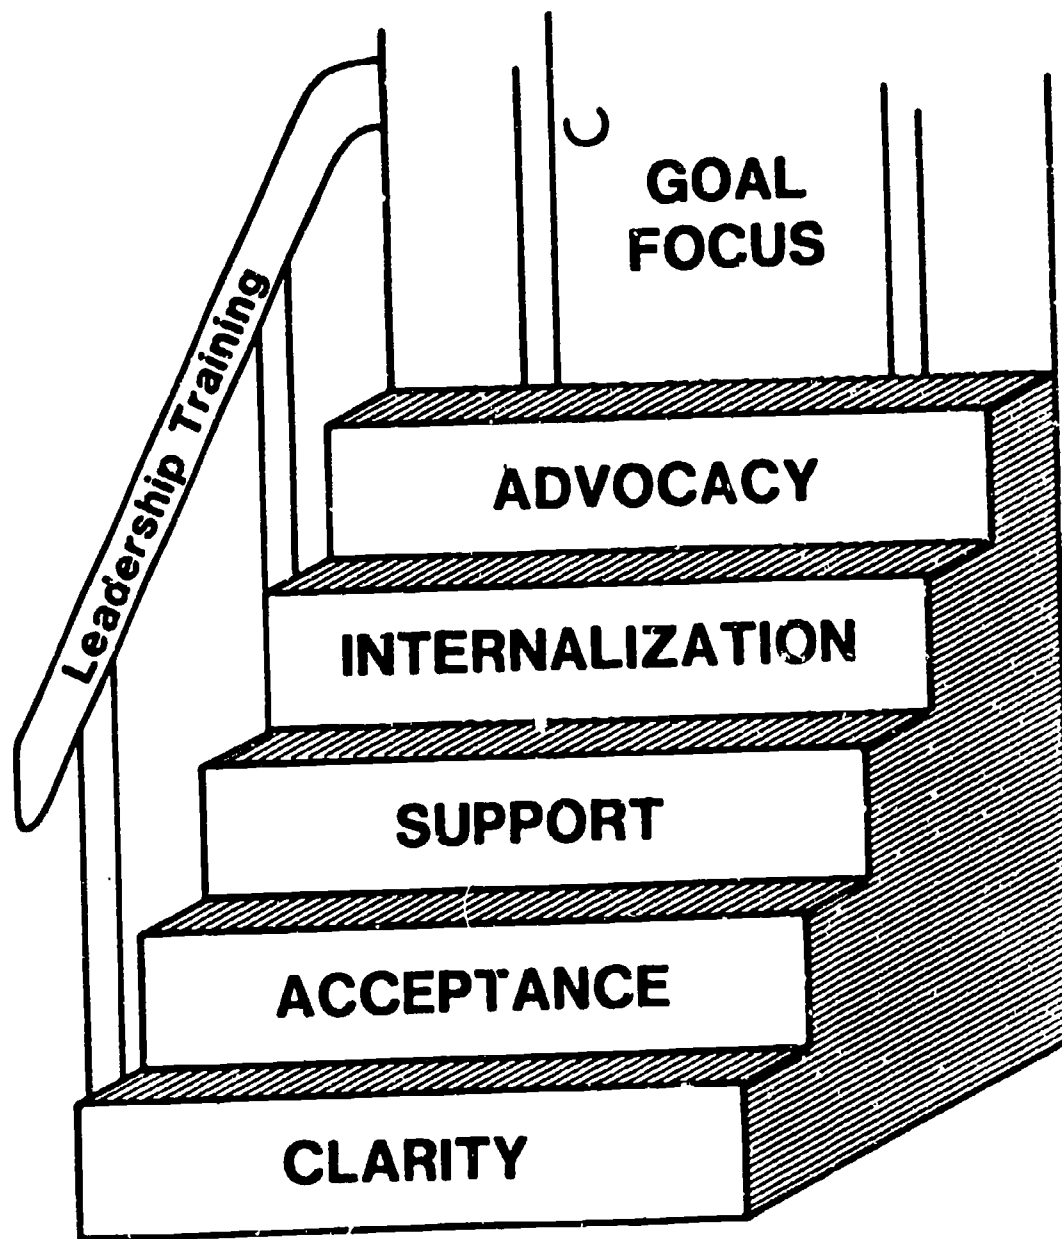 GOAL
FOCUS
Leadership Training
ADVOCACY
INTERNALIZATION
SUPPORT
ACCEPTANCE
CLARITY